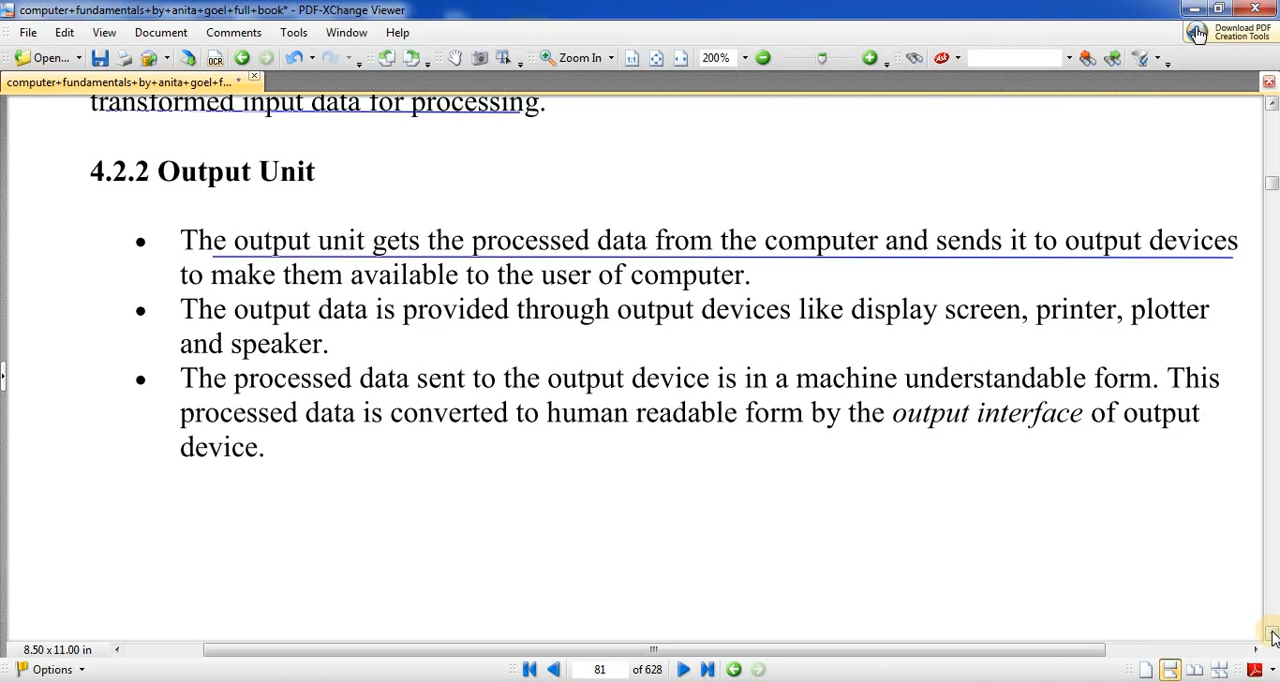 computer+fundamentals+by+anita+goel+full+book* - PDF-XChange Viewer
File Edit View Document Comments Tools Window Help
Download PDF
Creation Tools
Open... OCR Zoom In 200%
computer+fundamentals+by+anita+goel+f... *
transformed input data for processing.
4.2.2 Output Unit
• The output unit gets the processed data from the computer and sends it to output devices
to make them available to the user of computer.
• The output data is provided through output devices like display screen, printer, plotter
and speaker.
• The processed data sent to the output device is in a machine understandable form. This
processed data is converted to human readable form by the output interface of output
device.
8.50 x 11.00 in
Options 81 of 628